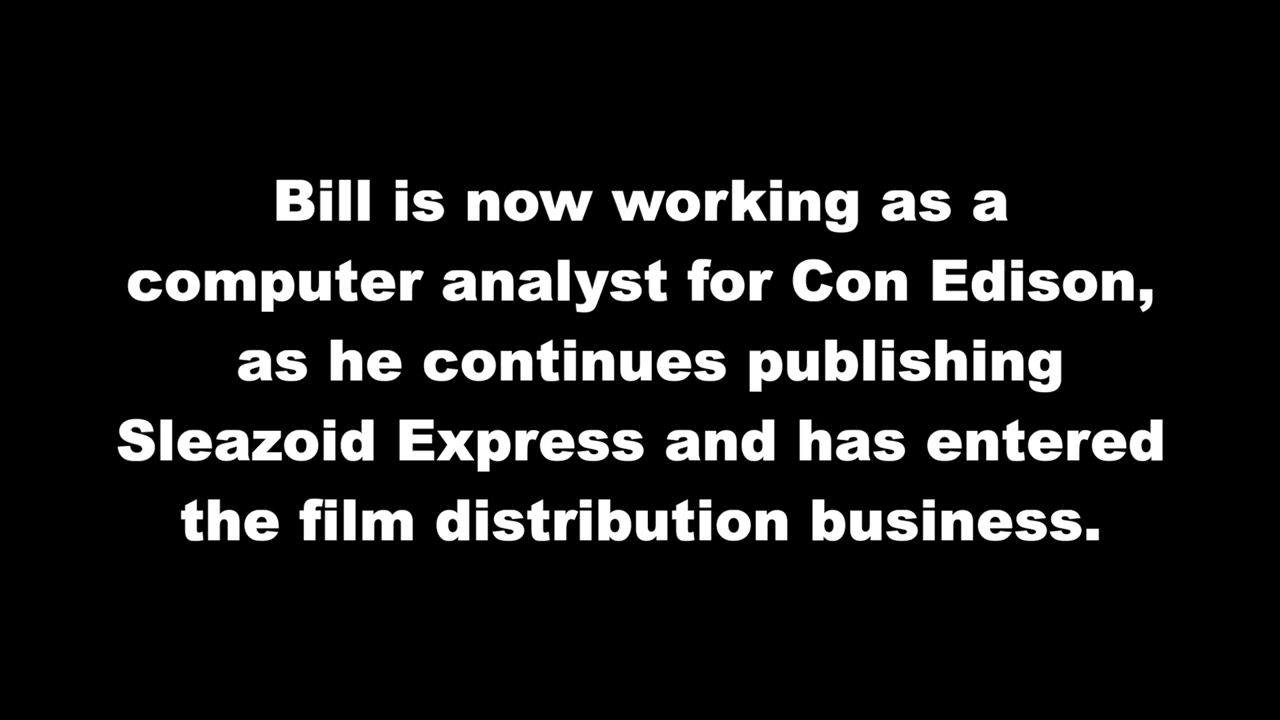 Bill is now working as a
computer analyst for Con Edison,
as he continues publishing
Sleazoid Express and has entered
the film distribution business.